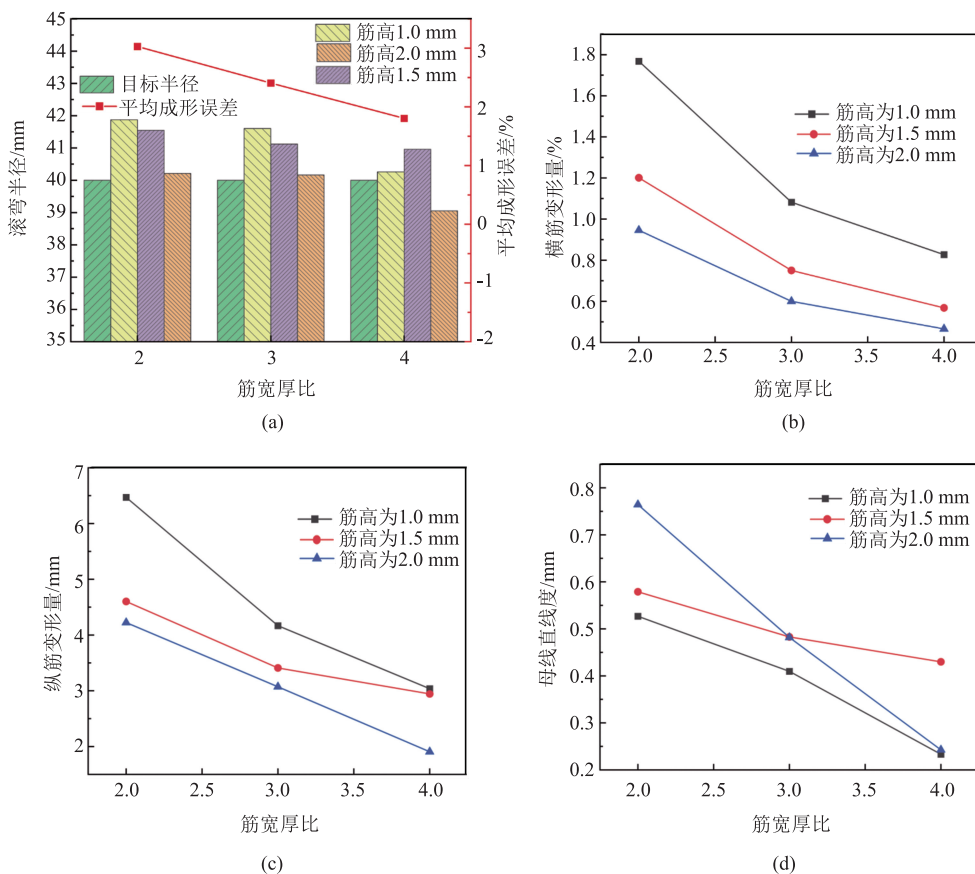 45
44
43
42
41
40
39
38
37
36
35
滚弯半径/mm
筋高1.0 mm
筋高2.0 mm
筋高1.5 mm
目标半径
平均成形误差
3
2
1
0
-1
-2
平均成形误差/%
2 3 4
筋宽厚比
(a)
1.8
1.6
1.4
1.2
1.0
0.8
0.6
0.4
横筋变形量/%
筋高为1.0 mm
筋高为1.5 mm
筋高为2.0 mm
2.0 2.5 3.0 3.5 4.0
筋宽厚比
(b)
7
6
5
4
3
2
纵筋变形量/mm
筋高为1.0 mm
筋高为1.5 mm
筋高为2.0 mm
2.0 2.5 3.0 3.5 4.0
筋宽厚比
(c)
0.8
0.7
0.6
0.5
0.4
0.3
0.2
母线直线度/mm
筋高为1.0 mm
筋高为1.5 mm
筋高为2.0 mm
2.0 2.5 3.0 3.5 4.0
筋宽厚比
(d)